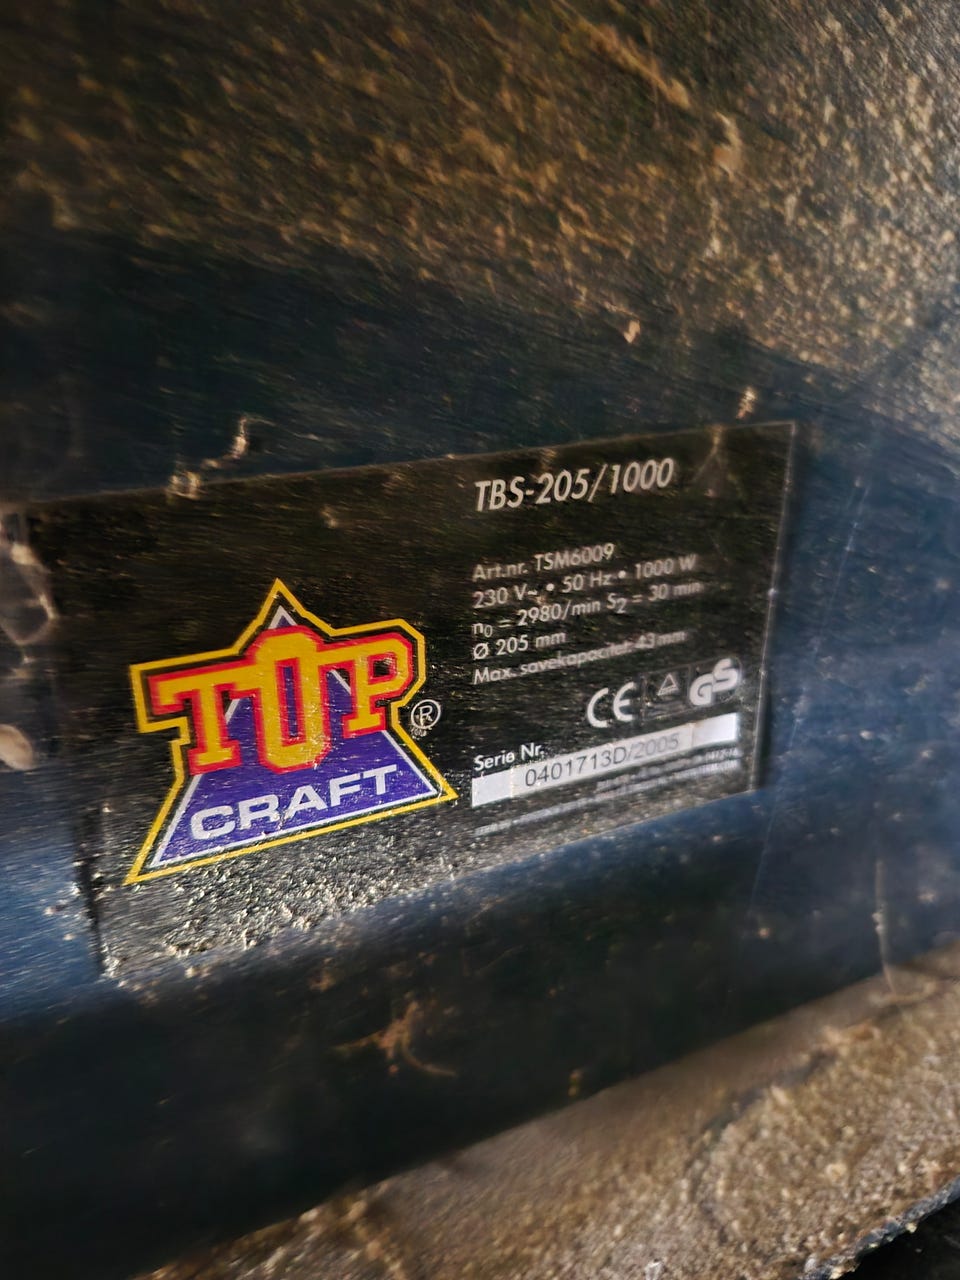 TOP
CRAFT
®
TBS-205/1000
Art.nr. TSM6009
230 V~ • 50 Hz • 1000 W
n0 = 2980/min S2 = 30 min
Ø 205 mm
Max. savekapacitet: 43 mm
CE
GS
Serie Nr.
0401713D/2005